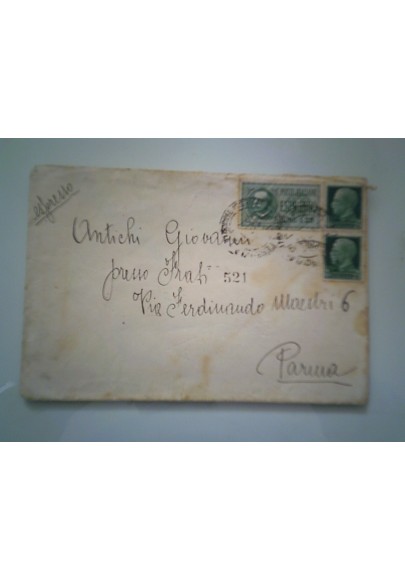 espresso
Antichi Giovanni
presso Frati 521
Via Ferdinando Maestri 6
Parma